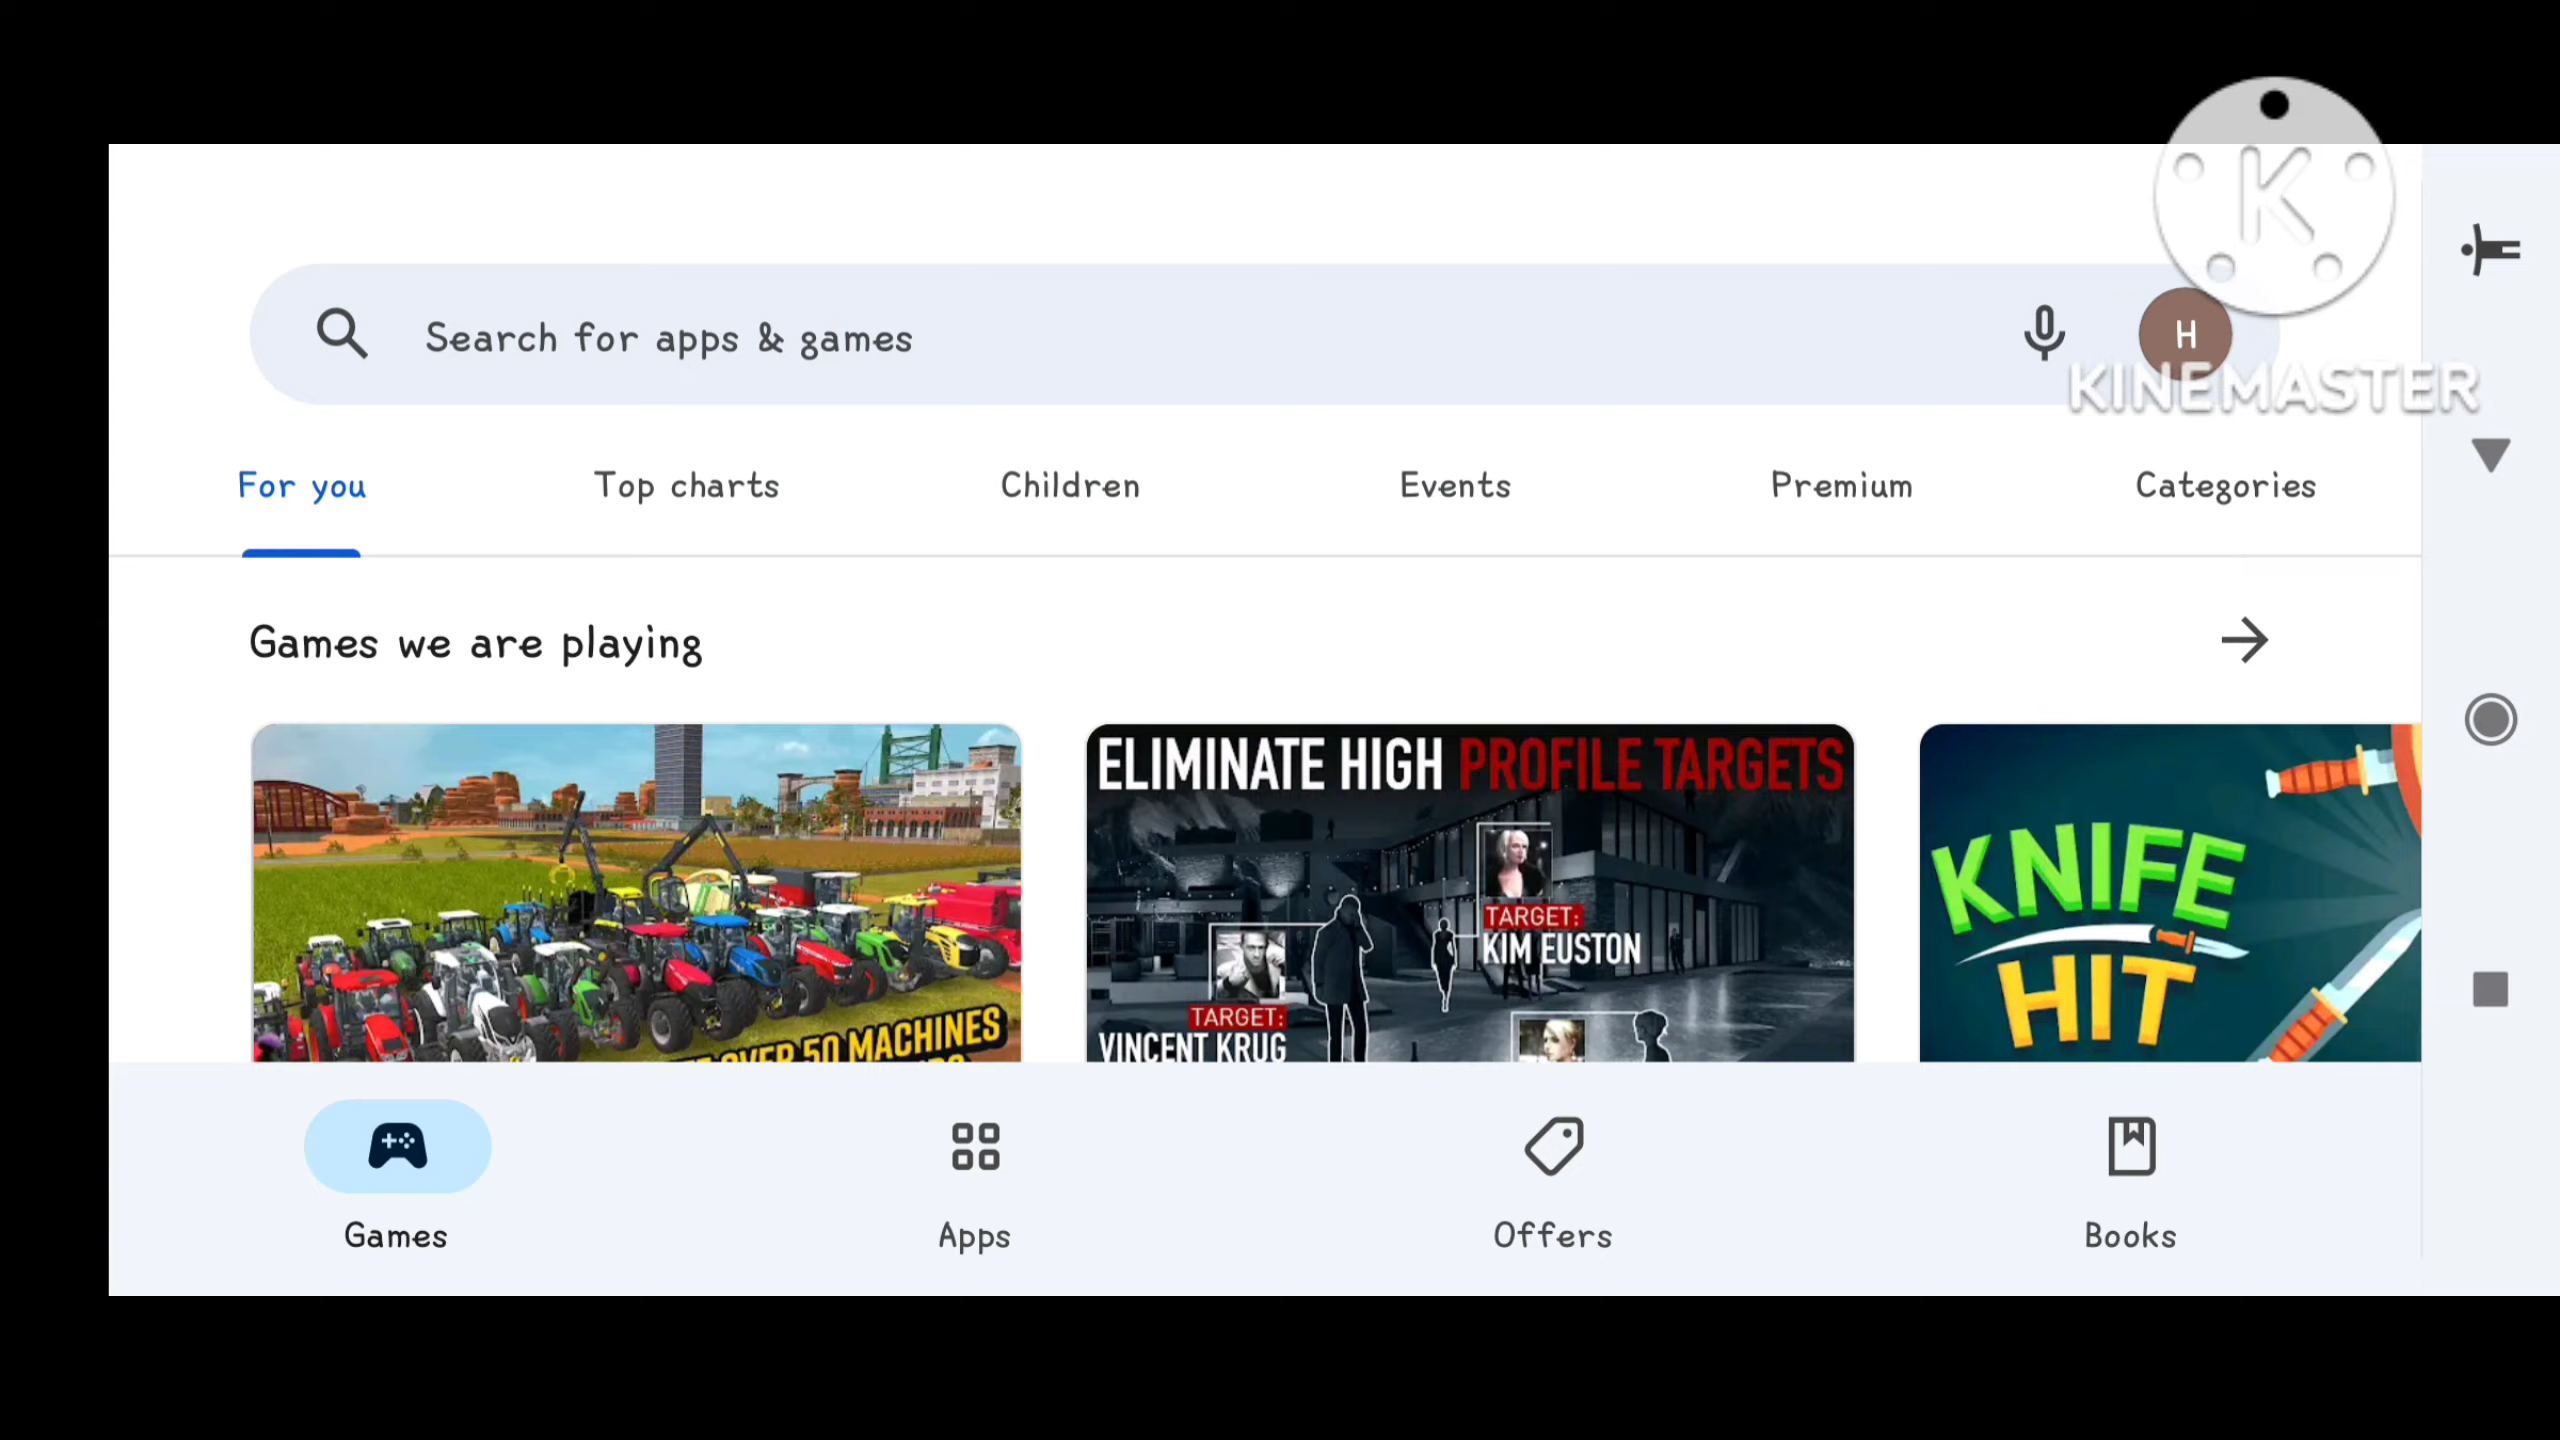 K
Search for apps & games
H
KINEMASTER
For you
Top charts
Children
Events
Premium
Categories
Games we are playing
OVER 50 MACHINES
ELIMINATE HIGH PROFILE TARGETS
TARGET:
KIM EUSTON
TARGET:
VINCENT KRUG
KNIFE
HIT
Games
Apps
Offers
Books